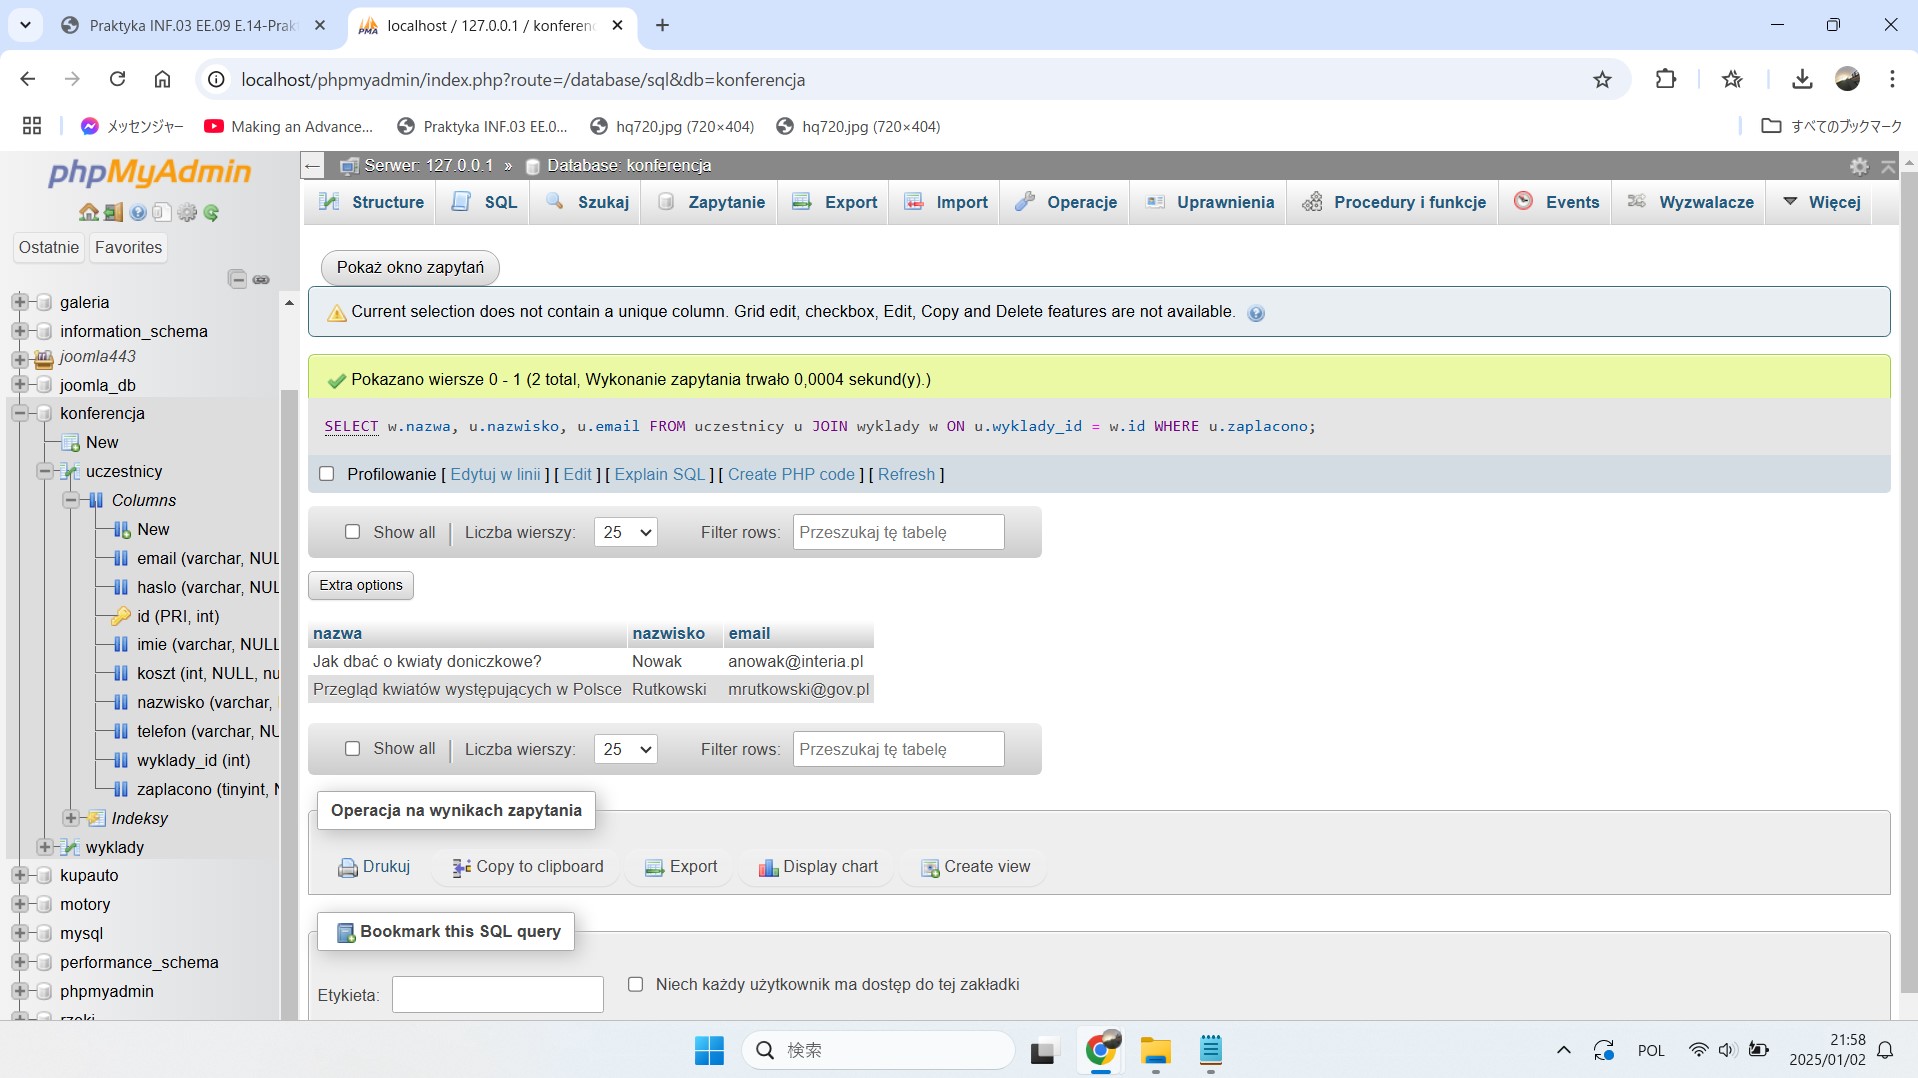 Praktyka INF.03 EE.09 E.14-Prak
localhost / 127.0.0.1 / konferenc
localhost/phpmyadmin/index.php?route=/database/sql&db=konferencja
メッセンジャー
Making an Advance...
Praktyka INF.03 EE.0...
hq720.jpg (720×404)
hq720.jpg (720×404)
すべてのブックマーク
phpMyAdmin
Ostatnie
Favorites
galeria
information_schema
joomla443
joomla_db
konferencja
New
uczestnicy
Columns
New
email (varchar, NUL
haslo (varchar, NUL
id (PRI, int)
imie (varchar, NULL
koszt (int, NULL, nu
nazwisko (varchar,
telefon (varchar, NU
wyklady_id (int)
zaplacono (tinyint, N
Indeksy
wyklady
kupauto
motory
mysql
performance_schema
phpmyadmin
rzeki
Serwer: 127.0.0.1 » Database: konferencja
Structure
SQL
Szukaj
Zapytanie
Export
Import
Operacje
Uprawnienia
Procedury i funkcje
Events
Wyzwalacze
Więcej
Pokaż okno zapytań
Current selection does not contain a unique column. Grid edit, checkbox, Edit, Copy and Delete features are not available.
Pokazano wiersze 0 - 1 (2 total, Wykonanie zapytania trwało 0,0004 sekund(y).)
SELECT w.nazwa, u.nazwisko, u.email FROM uczestnicy u JOIN wyklady w ON u.wyklady_id = w.id WHERE u.zaplacono;
Profilowanie [ Edytuj w linii ] [ Edit ] [ Explain SQL ] [ Create PHP code ] [ Refresh ]
Show all | Liczba wierszy: 25 Filter rows: Przeszukaj tę tabelę
Extra options
nazwa nazwisko email
Jak dbać o kwiaty doniczkowe? Nowak anowak@interia.pl
Przegląd kwiatów występujących w Polsce Rutkowski mrutkowski@gov.pl
Show all | Liczba wierszy: 25 Filter rows: Przeszukaj tę tabelę
Operacja na wynikach zapytania
Drukuj
Copy to clipboard
Export
Display chart
Create view
Bookmark this SQL query
Etykieta:
Niech każdy użytkownik ma dostęp do tej zakładki
検索
POL
21:58
2025/01/02